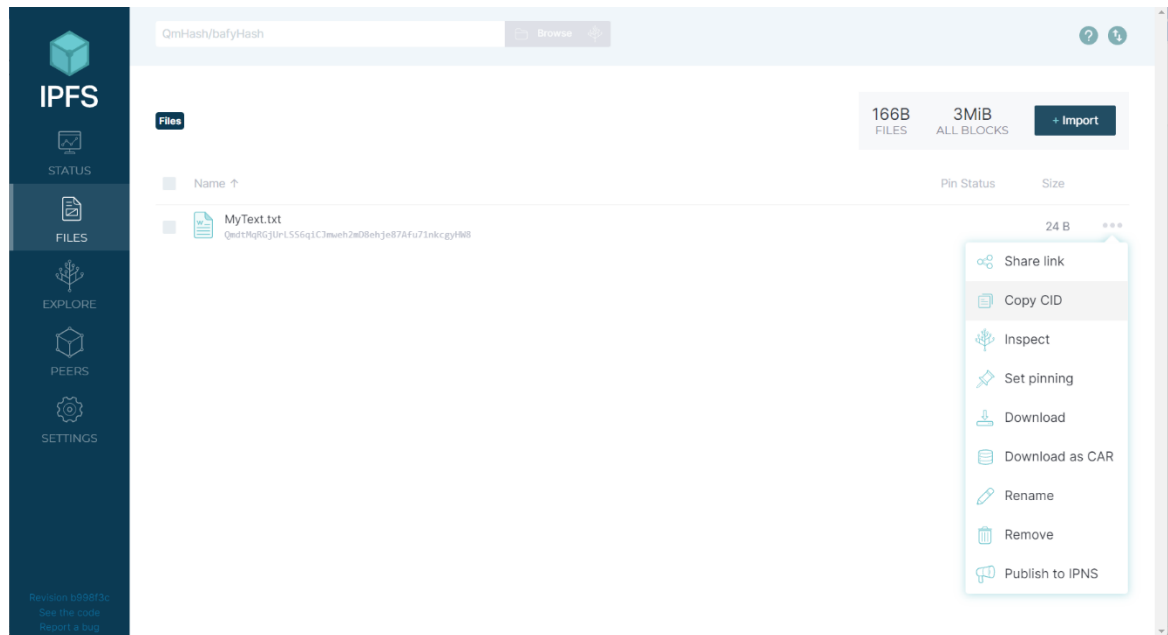 QmHash/bafyHash
Browse
IPFS
STATUS
FILES
EXPLORE
PEERS
SETTINGS
Revision b998f3c
See the code
Report a bug
Files
166B
FILES
3MiB
ALL BLOCKS
+ Import
Name ↑
Pin Status
Size
MyText.txt
24 B
Share link
Copy CID
Inspect
Set pinning
Download
Download as CAR
Rename
Remove
Publish to IPNS